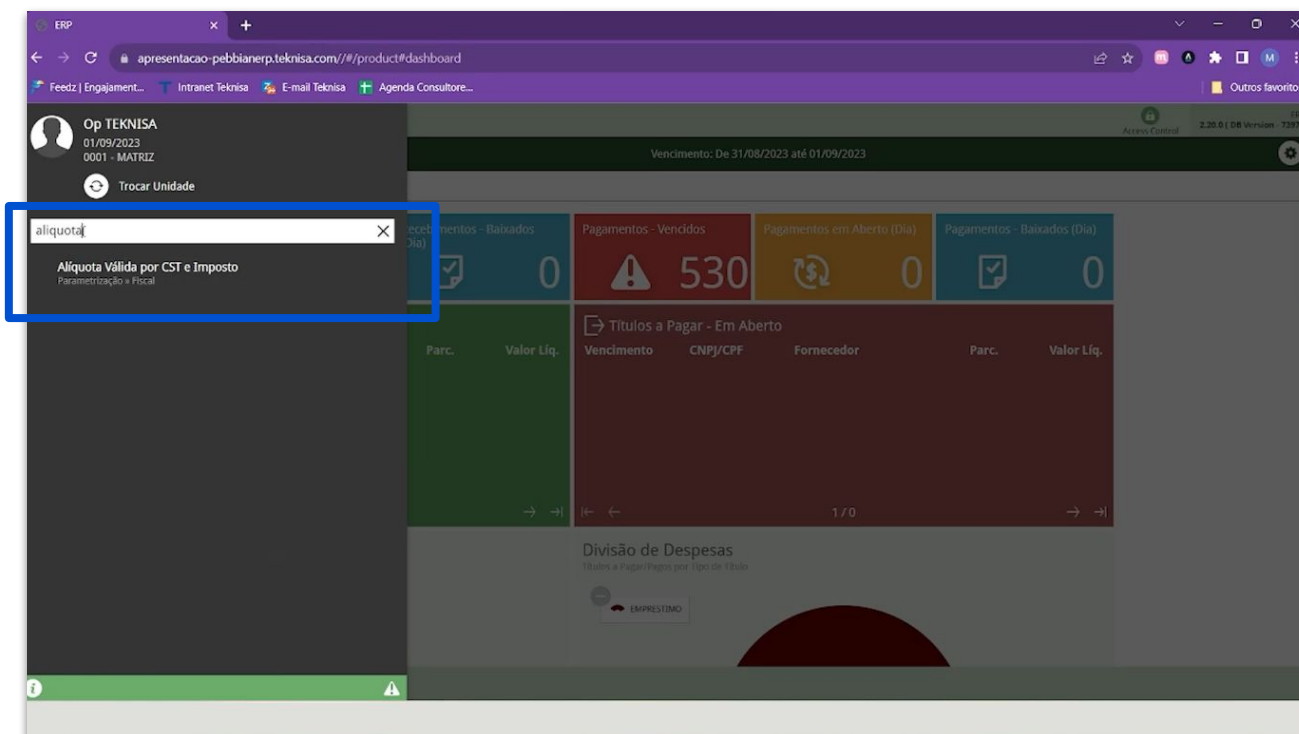 ERP
apresentacao-pebbianerp.teknisa.com//#/product#dashboard
Feedz | Engajament... Intranet Teknisa E-mail Teknisa Agenda Consultore... Outros favorito
Op TEKNISA
01/09/2023
0001 - MATRIZ
Trocar Unidade
Access Control
2.20.0 | DB Version - 7397
Vencimento: De 31/08/2023 até 01/09/2023
aliquota
Alíquota Válida por CST e Imposto
Parametrização » Fiscal
Baixados
0
Pagamentos - Vencidos
530
Pagamentos em Aberto (Dia)
0
Pagamentos - Baixados (Dia)
0
Parc. Valor Líq.
Títulos a Pagar - Em Aberto
Vencimento CNPJ/CPF Fornecedor Parc. Valor Líq.
1 / 0
Divisão de Despesas
Títulos a Pagar/Pagos por Tipo de Título
EMPRESTIMO